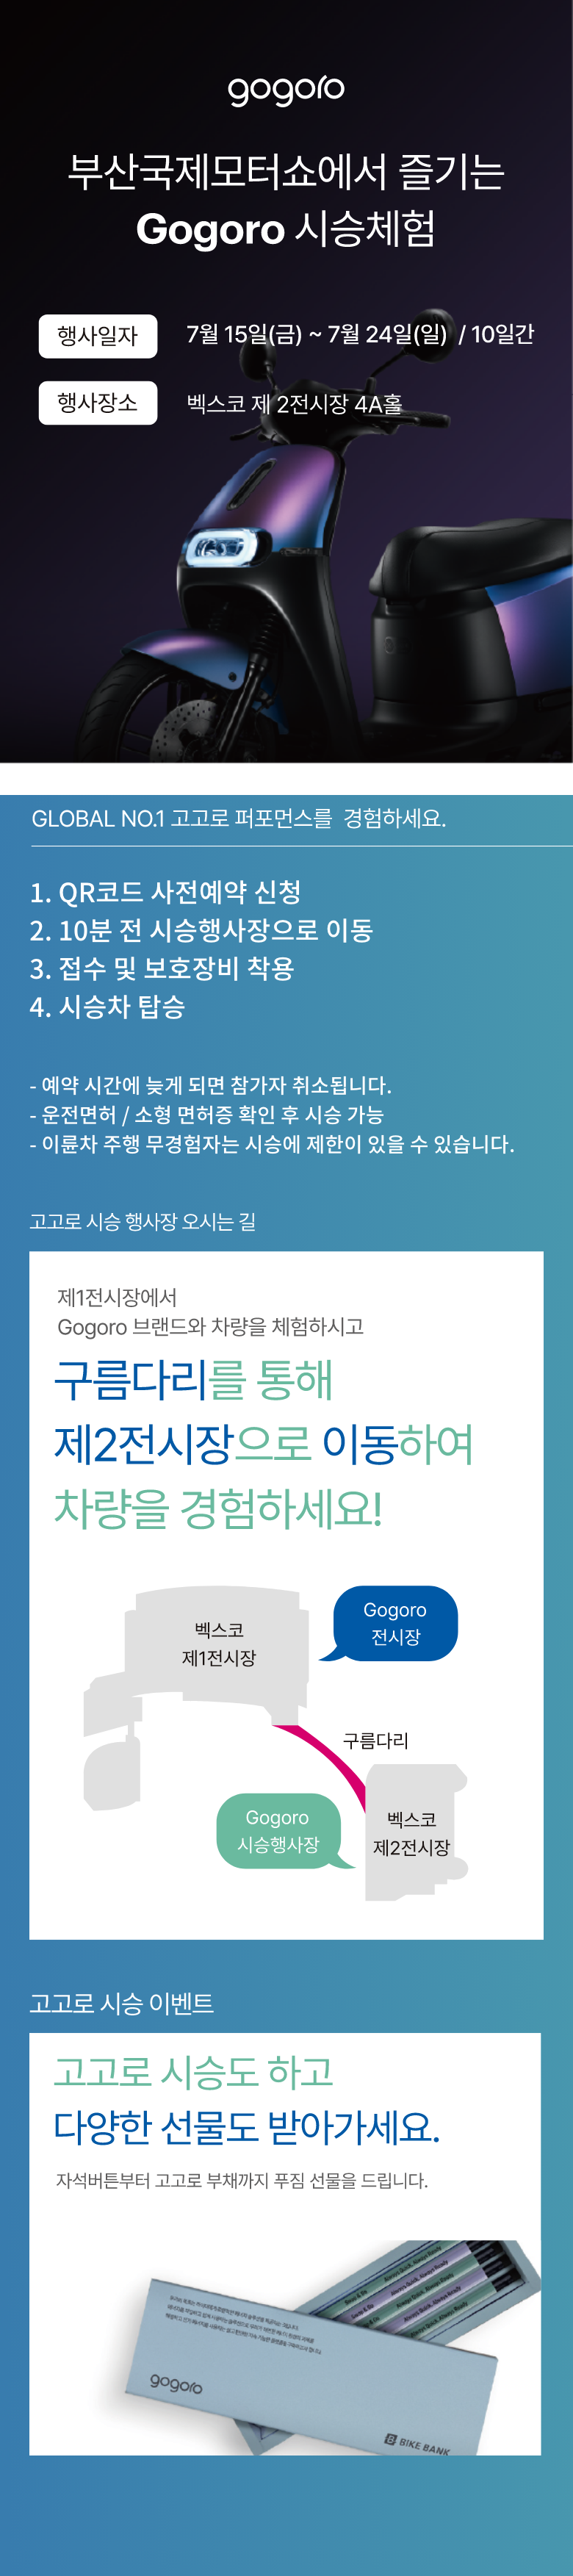 gogoro
부산국제모터쇼에서 즐기는
Gogoro 시승체험
행사일자 7월 15일(금) ~ 7월 24일(일) / 10일간
행사장소 벡스코 제 2전시장 4A홀
GLOBAL NO.1 고고로 퍼포먼스를 경험하세요.
1. QR코드 사전예약 신청
2. 10분 전 시승행사장으로 이동
3. 접수 및 보호장비 착용
4. 시승차 탑승
- 예약 시간에 늦게 되면 참가자 취소됩니다.
- 운전면허 / 소형 면허증 확인 후 시승 가능
- 이륜차 주행 무경험자는 시승에 제한이 있을 수 있습니다.
고고로 시승 행사장 오시는 길
제1전시장에서
Gogoro 브랜드와 차량을 체험하시고
구름다리를 통해
제2전시장으로 이동하여
차량을 경험하세요!
Gogoro
전시장
벡스코
제1전시장
구름다리
Gogoro
시승행사장
벡스코
제2전시장
고고로 시승 이벤트
고고로 시승도 하고
다양한 선물도 받아가세요.
자석버튼부터 고고로 부채까지 푸짐 선물을 드립니다.
gogoro
BIKE BANK